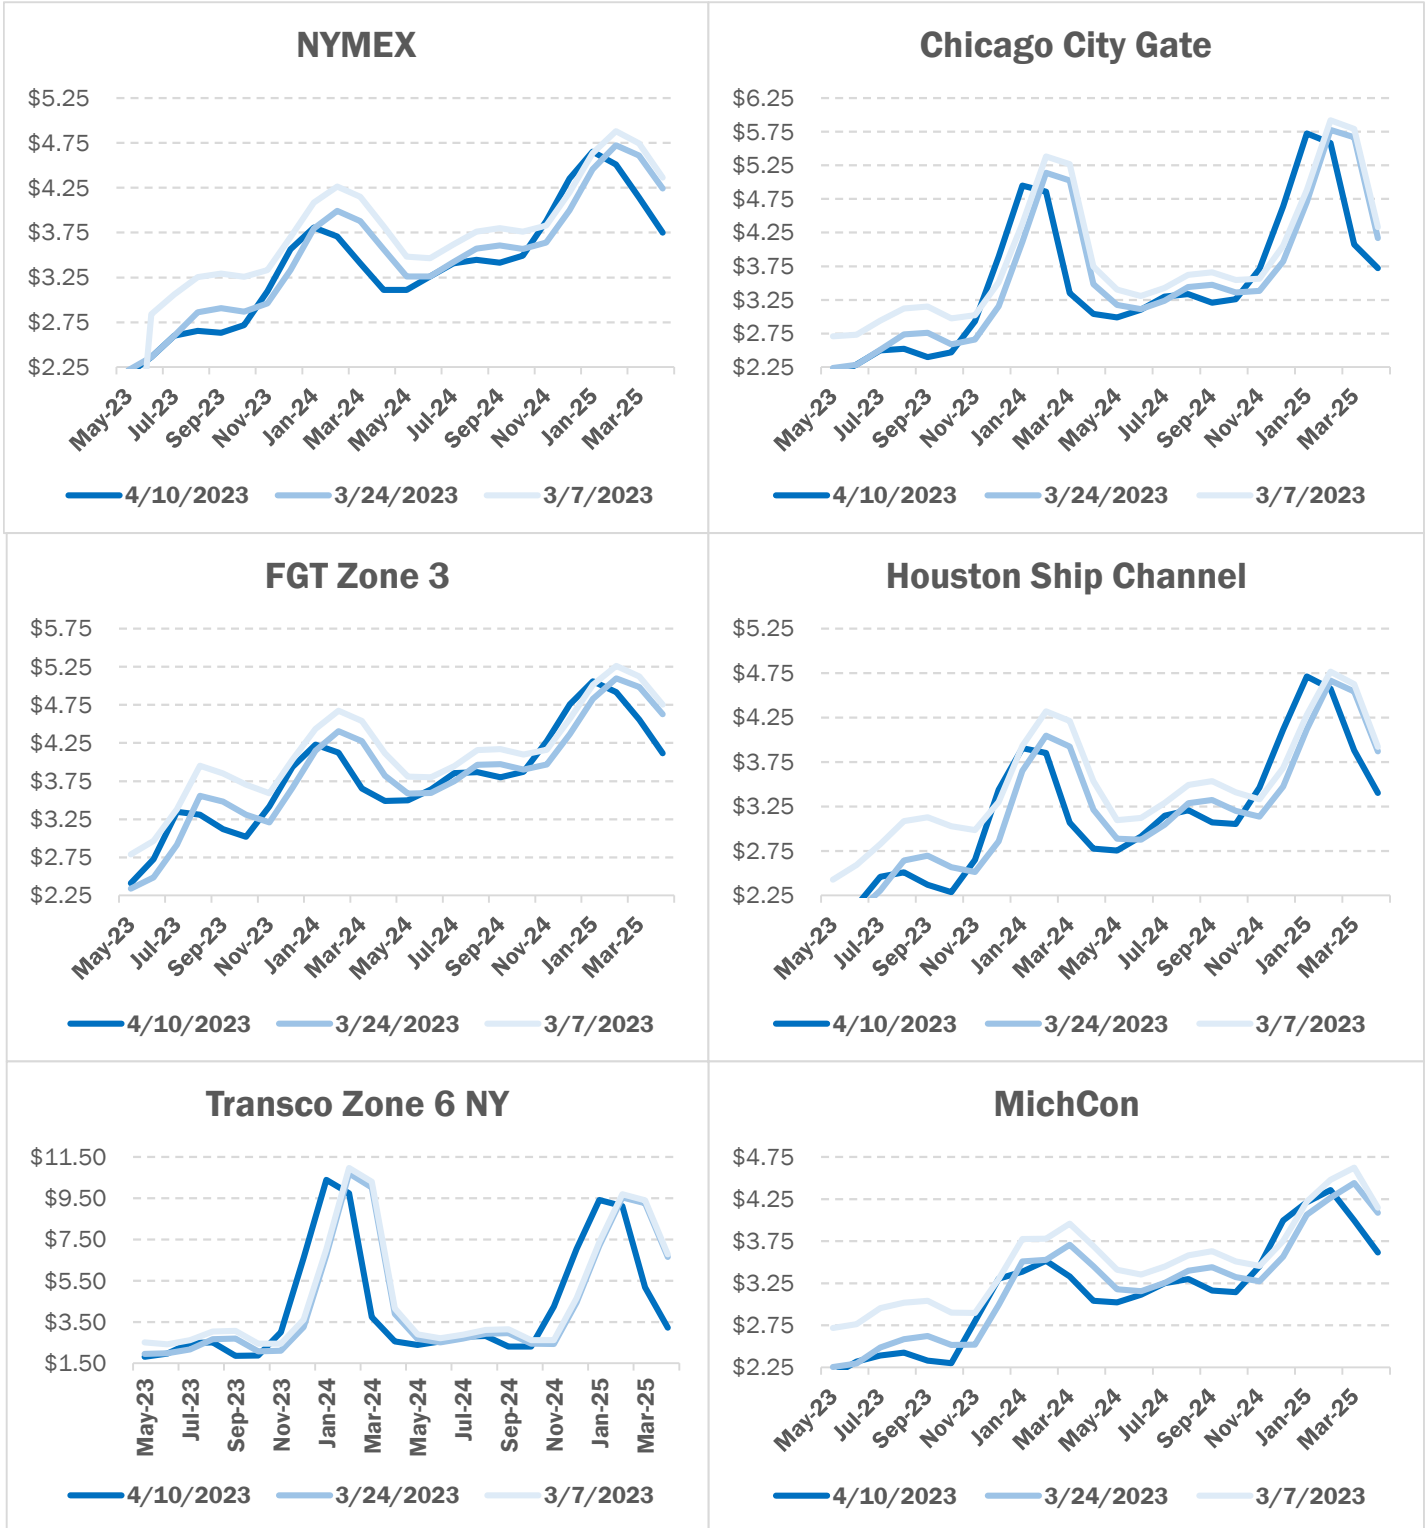 NYMEX
$5.25
$4.75
$4.25
$3.75
$3.25
$2.75
$2.25
May-23 Jul-23 Sep-23 Nov-23 Jan-24 Mar-24 May-24 Jul-24 Sep-24 Nov-24 Jan-25 Mar-25
4/10/2023 3/24/2023 3/7/2023
Chicago City Gate
$6.25
$5.75
$5.25
$4.75
$4.25
$3.75
$3.25
$2.75
$2.25
May-23 Jul-23 Sep-23 Nov-23 Jan-24 Mar-24 May-24 Jul-24 Sep-24 Nov-24 Jan-25 Mar-25
4/10/2023 3/24/2023 3/7/2023
FGT Zone 3
$5.75
$5.25
$4.75
$4.25
$3.75
$3.25
$2.75
$2.25
May-23 Jul-23 Sep-23 Nov-23 Jan-24 Mar-24 May-24 Jul-24 Sep-24 Nov-24 Jan-25 Mar-25
4/10/2023 3/24/2023 3/7/2023
Houston Ship Channel
$5.25
$4.75
$4.25
$3.75
$3.25
$2.75
$2.25
May-23 Jul-23 Sep-23 Nov-23 Jan-24 Mar-24 May-24 Jul-24 Sep-24 Nov-24 Jan-25 Mar-25
4/10/2023 3/24/2023 3/7/2023
Transco Zone 6 NY
$11.50
$9.50
$7.50
$5.50
$3.50
$1.50
May-23 Jul-23 Sep-23 Nov-23 Jan-24 Mar-24 May-24 Jul-24 Sep-24 Nov-24 Jan-25 Mar-25
4/10/2023 3/24/2023 3/7/2023
MichCon
$4.75
$4.25
$3.75
$3.25
$2.75
$2.25
May-23 Jul-23 Sep-23 Nov-23 Jan-24 Mar-24 May-24 Jul-24 Sep-24 Nov-24 Jan-25 Mar-25
4/10/2023 3/24/2023 3/7/2023